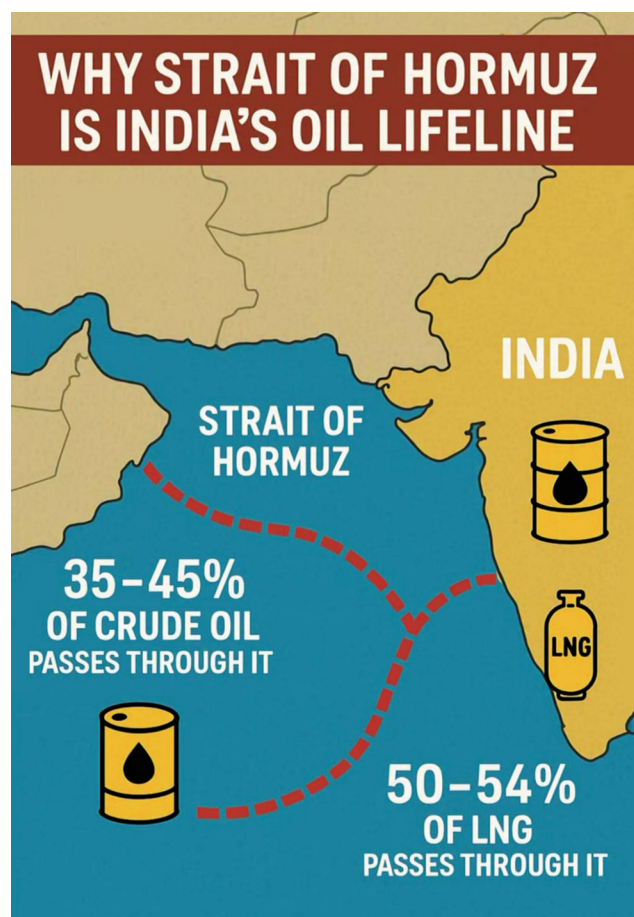 WHY STRAIT OF HORMUZ
IS INDIA'S OIL LIFELINE
INDIA
STRAIT OF
HORMUZ
35–45%
OF CRUDE OIL
PASSES THROUGH IT
LNG
50–54%
OF LNG
PASSES THROUGH IT